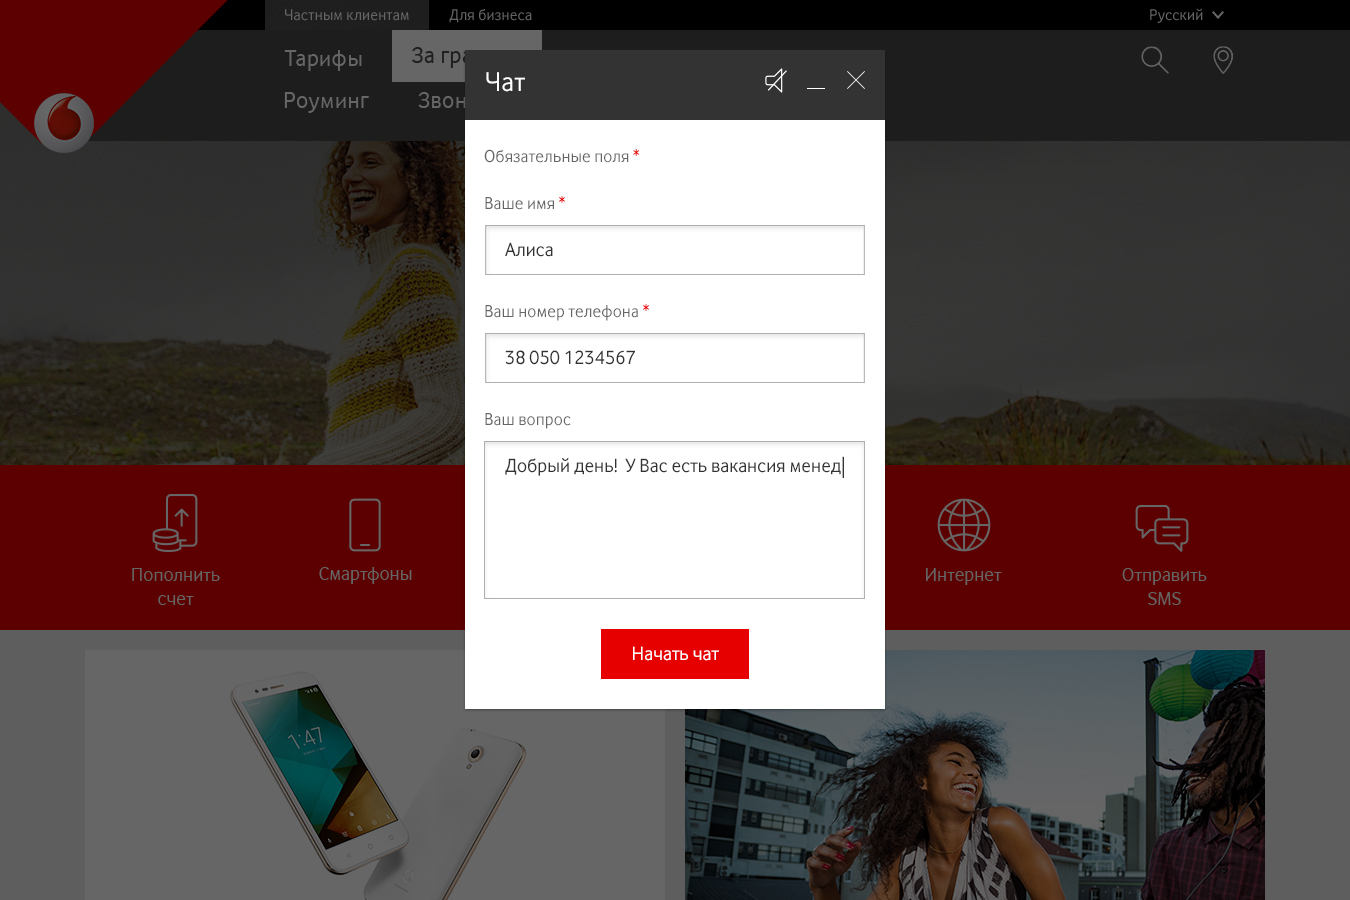 Частным клиентам
Для бизнеса
Русский
Тарифы
За гра
Роуминг
Звон
Чат
Обязательные поля *
Ваше имя *
Алиса
Ваш номер телефона *
38 050 1234567
Ваш вопрос
Добрый день! У Вас есть вакансия менед
Начать чат
Пополнить
счет
Смартфоны
Интернет
Отправить
SMS
1:47